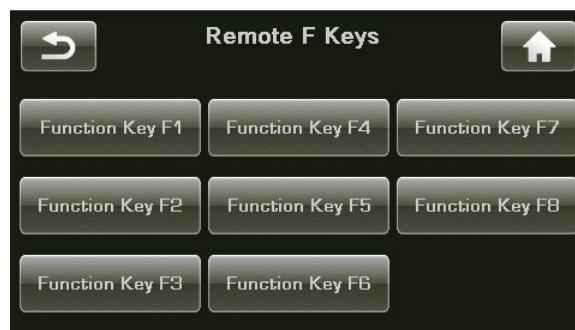 Remote F Keys
Function Key F1 Function Key F4 Function Key F7
Function Key F2 Function Key F5 Function Key F8
Function Key F3 Function Key F6